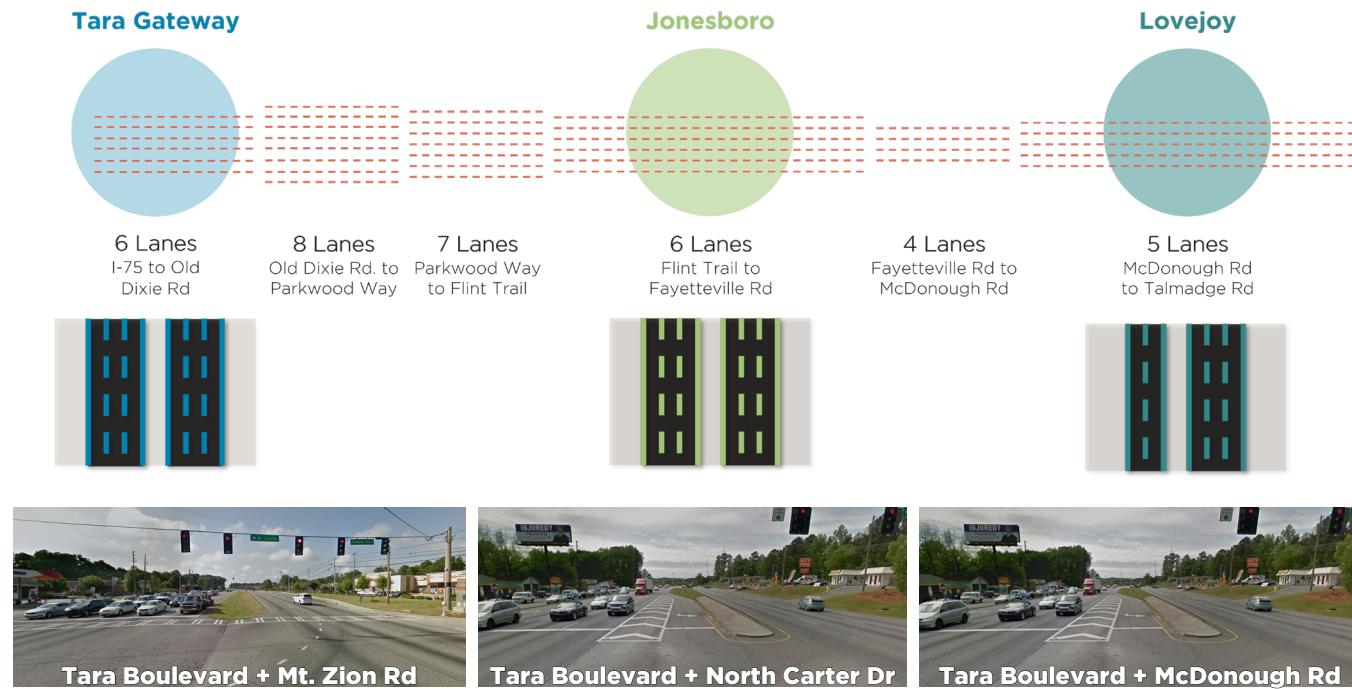 Tara Gateway
Jonesboro
Lovejoy
6 Lanes
I-75 to Old
Dixie Rd
8 Lanes
Old Dixie Rd. to
Parkwood Way
7 Lanes
Parkwood Way
to Flint Trail
6 Lanes
Flint Trail to
Fayetteville Rd
4 Lanes
Fayetteville Rd to
McDonough Rd
5 Lanes
McDonough Rd
to Talmadge Rd
INJURED?
INJURED?
Tara Boulevard + Mt. Zion Rd
Tara Boulevard + North Carter Dr
Tara Boulevard + McDonough Rd